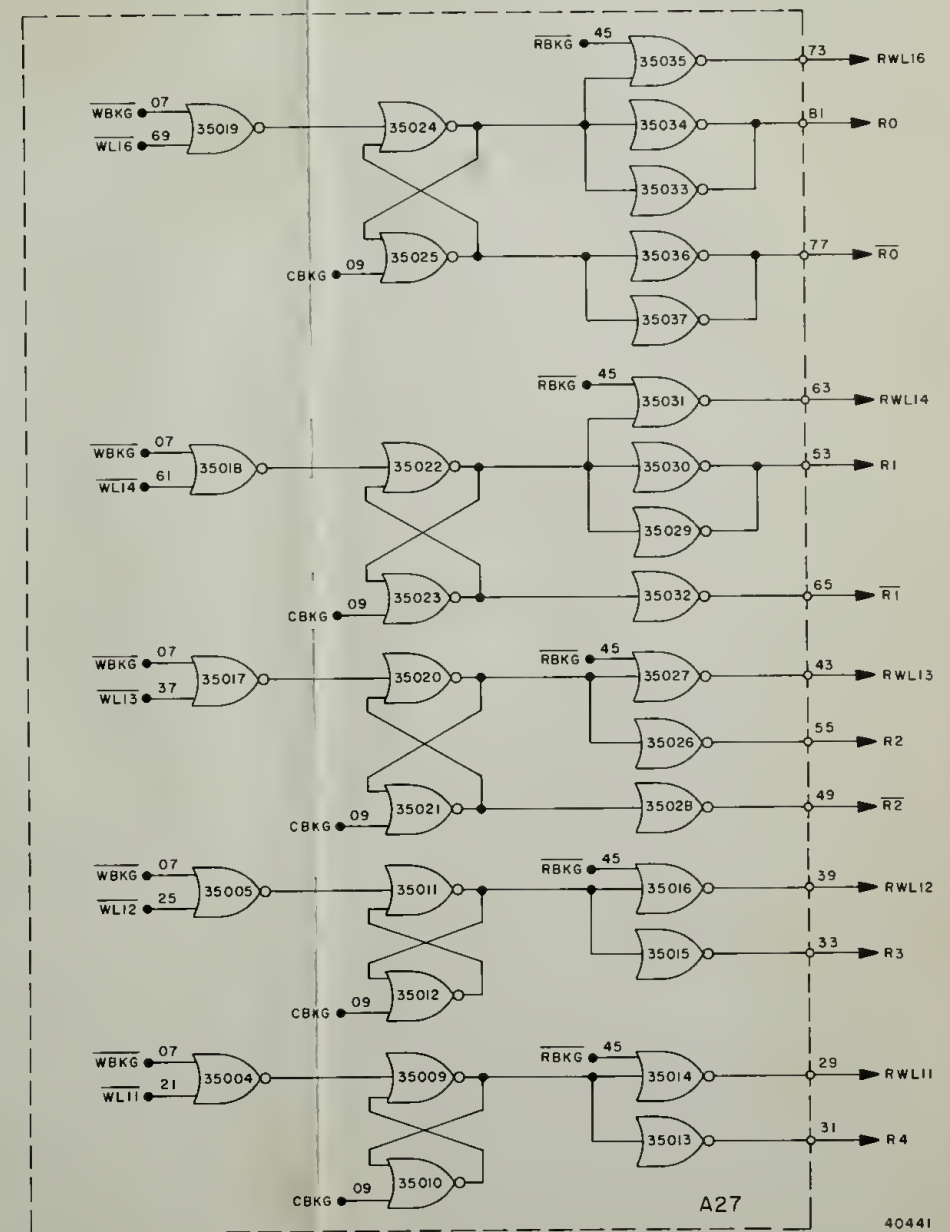 RBKG 45
35035
73 RWL16
WBKG 07
WL16 69
35019
35024
35034
81 R0
35033
CBKG 09
35025
35036
77 R0
35037
RBKG 45
35031
63 RWL14
WBKG 07
WL14 61
35018
35022
35030
53 R1
35029
CBKG 09
35023
35032
65 R1
WBKG 07
WL13 37
35017
35020
RBKG 45
35027
43 RWL13
35026
55 R2
CBKG 09
35021
35028
49 R2
WBKG 07
WL12 25
35005
35011
RBKG 45
35016
39 RWL12
35015
33 R3
CBKG 09
35012
WBKG 07
WL11 21
35004
35009
RBKG 45
35014
29 RWL11
35013
31 R4
CBKG 09
35010
A27
40441